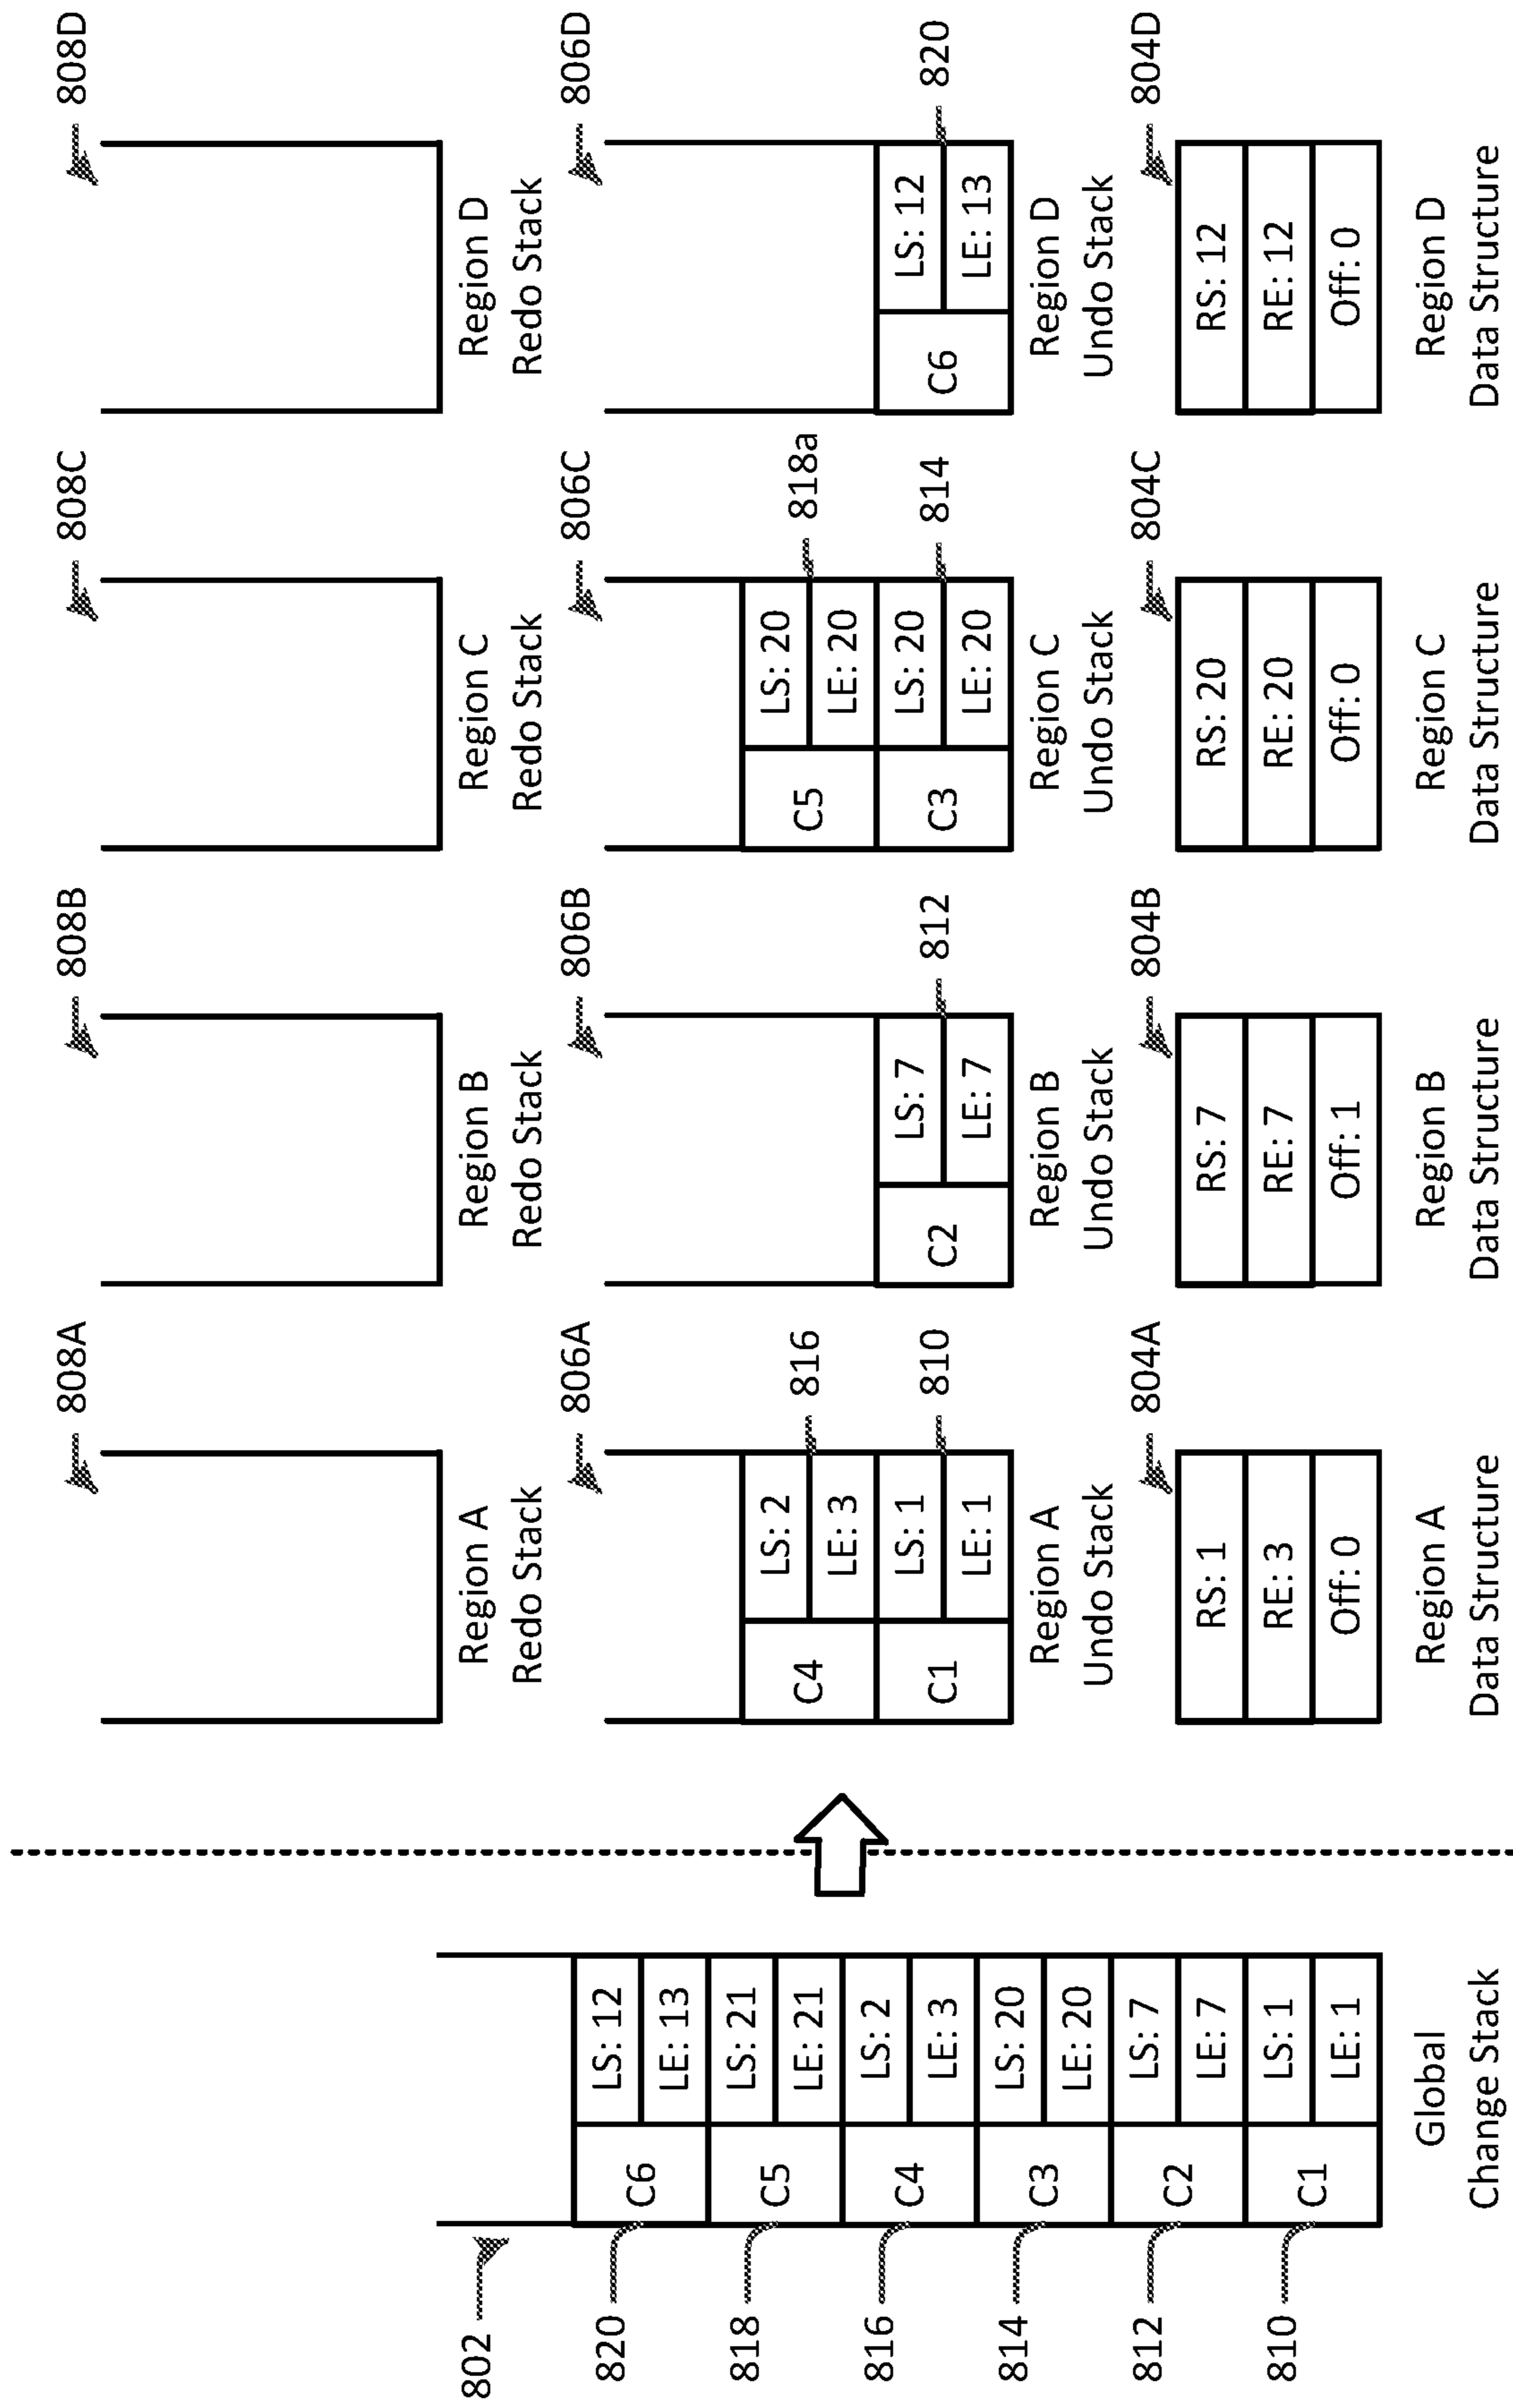 802
820
818
816
814
812
810
C6
LS: 12
LE: 13
C5
LS: 21
LE: 21
C4
LS: 2
LE: 3
C3
LS: 20
LE: 20
C2
LS: 7
LE: 7
C1
LS: 1
LE: 1
Global
Change Stack
808A
Region A
Redo Stack
808B
Region B
Redo Stack
808C
Region C
Redo Stack
808D
Region D
Redo Stack
806A
C4
LS: 2
LE: 3
816
C1
LS: 1
LE: 1
810
Region A
Undo Stack
806B
C2
LS: 7
LE: 7
812
Region B
Undo Stack
806C
C5
LS: 20
LE: 20
818a
C3
LS: 20
LE: 20
814
Region C
Undo Stack
806D
C6
LS: 12
LE: 13
820
Region D
Undo Stack
804A
RS: 1
RE: 3
Off: 0
Region A
Data Structure
804B
RS: 7
RE: 7
Off: 1
Region B
Data Structure
804C
RS: 20
RE: 20
Off: 0
Region C
Data Structure
804D
RS: 12
RE: 12
Off: 0
Region D
Data Structure